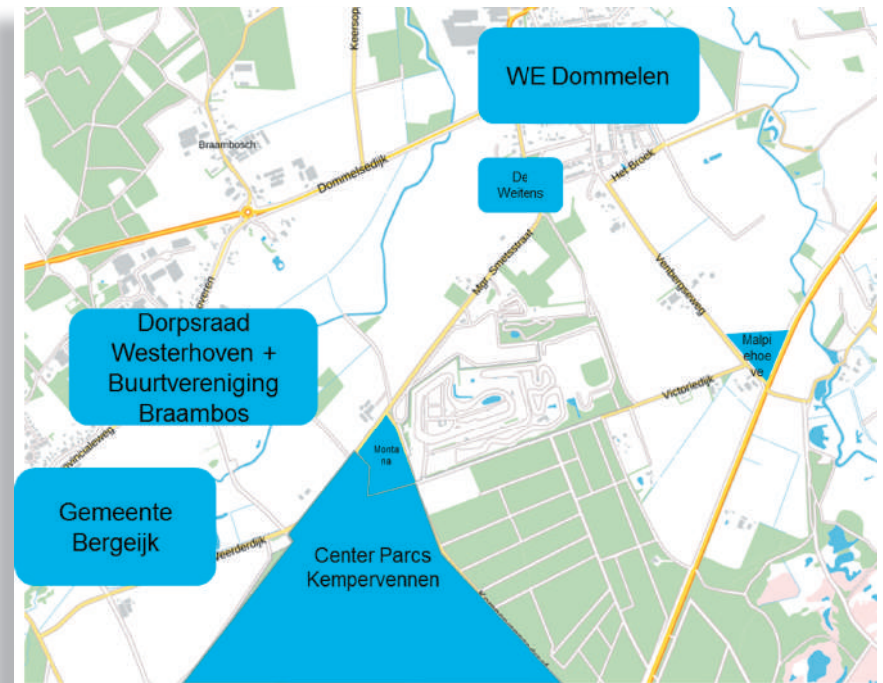 Keersop
WE Dommelen
Braambosch
Dommelsedijk
De
Weitens
Het Broek
Mgr. Smetsstraat
Venbergseweg
Dorpsraad
Westerhoven +
Buurtvereniging
Braambos
Malpi
ehoe
ve
Victoriedijk
Monta
na
Gemeente
Bergeijk
Center Parcs
Kempervennen